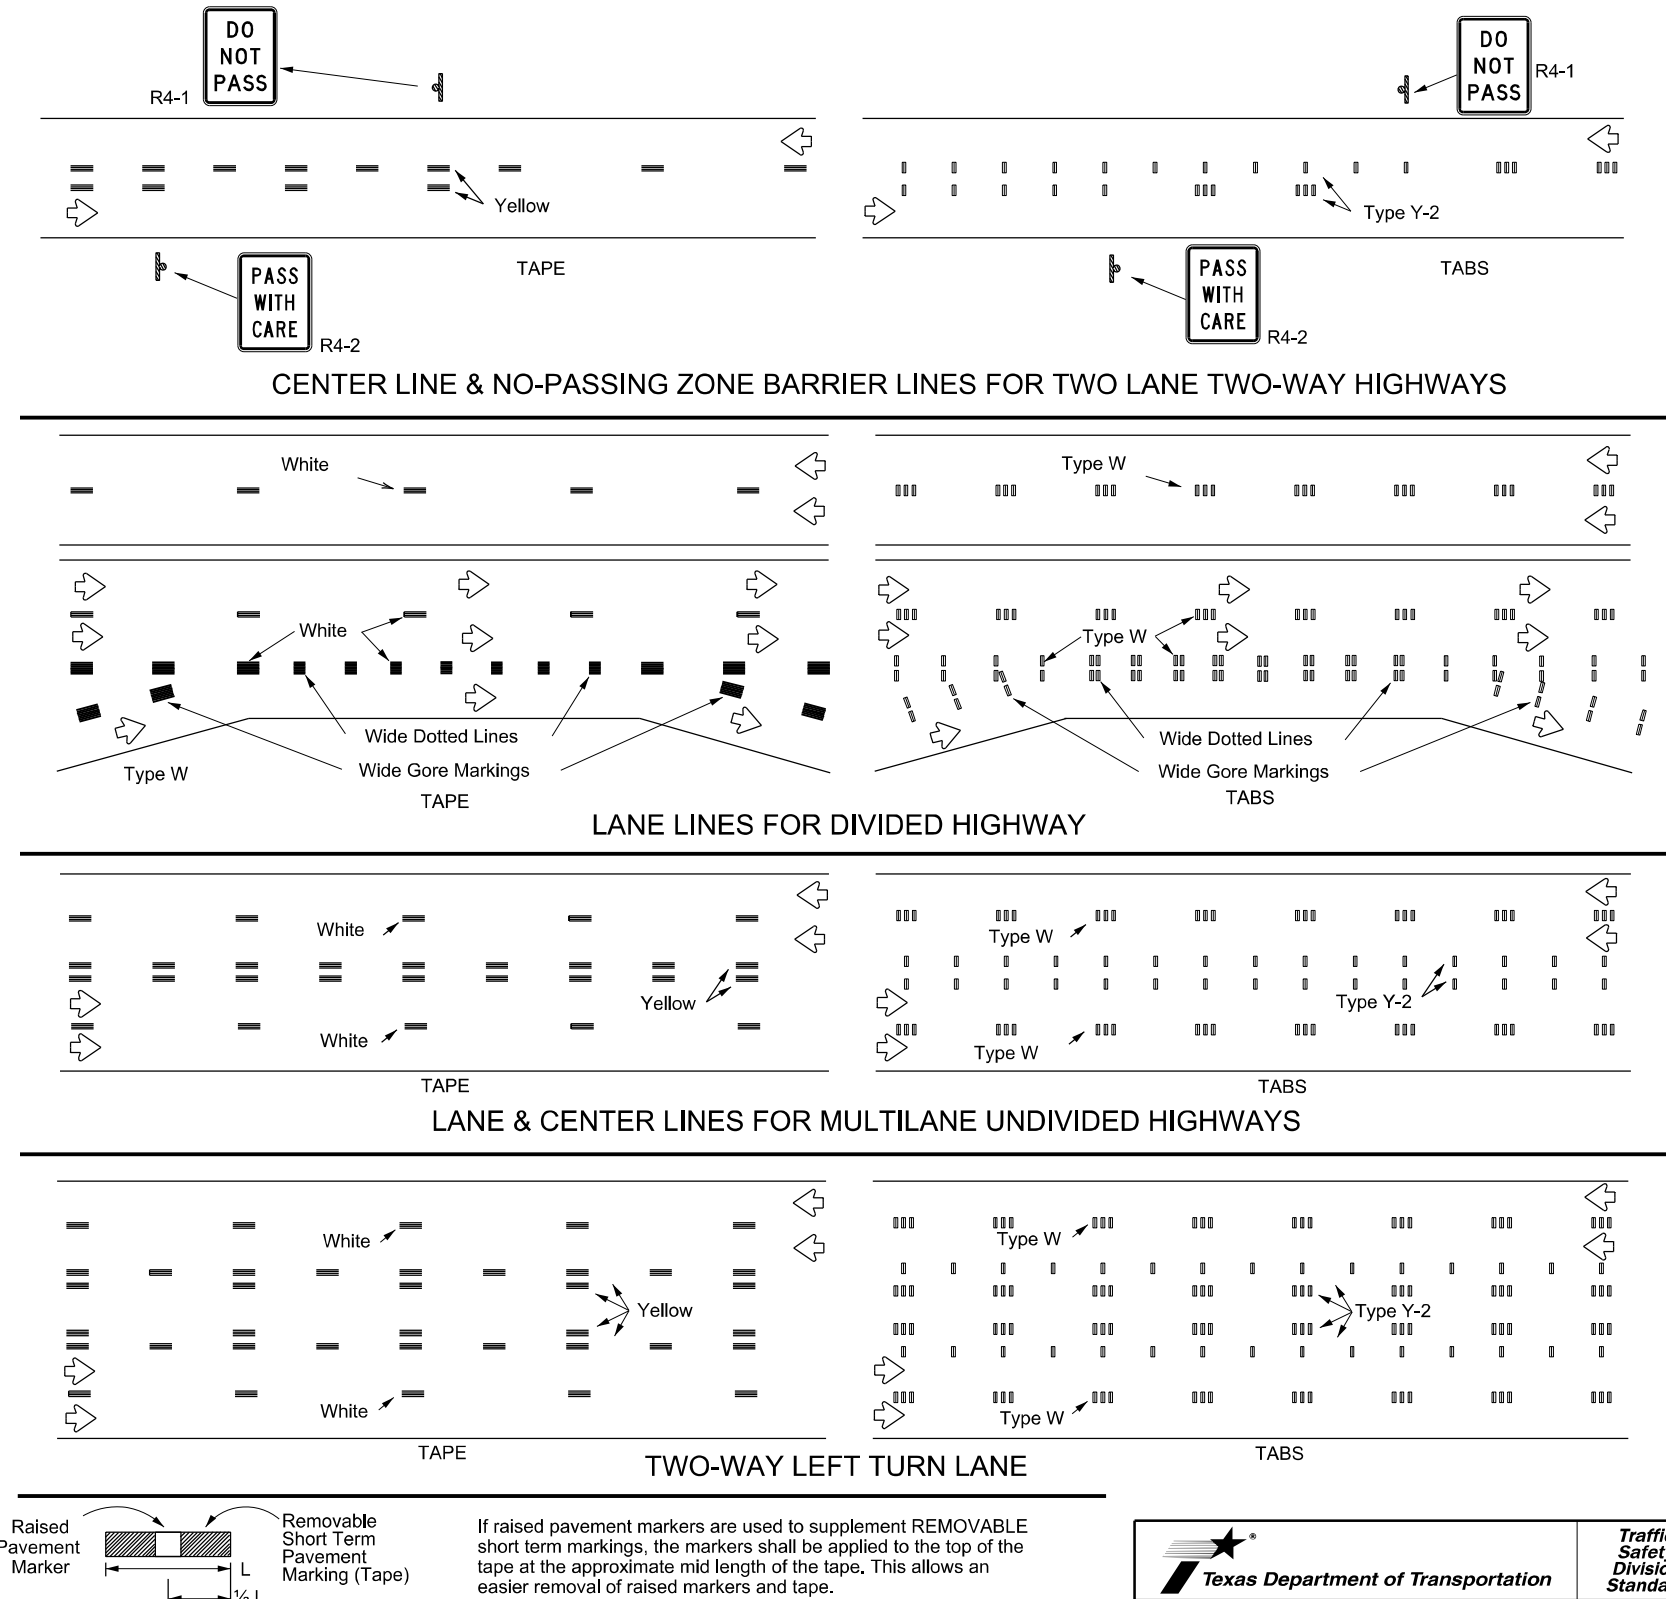 DO
NOT
PASS
R4-1
DO
NOT
PASS
R4-1
Yellow
Type Y-2
PASS
WITH
CARE
R4-2
TAPE
PASS
WITH
CARE
R4-2
TABS
CENTER LINE & NO-PASSING ZONE BARRIER LINES FOR TWO LANE TWO-WAY HIGHWAYS
White
Type W
White
Type W
Wide Dotted Lines
Wide Gore Markings
Type W
TAPE
Wide Dotted Lines
Wide Gore Markings
TABS
LANE LINES FOR DIVIDED HIGHWAY
White
Yellow
White
TAPE
Type W
Type Y-2
Type W
TABS
LANE & CENTER LINES FOR MULTILANE UNDIVIDED HIGHWAYS
White
Yellow
White
TAPE
Type W
Type Y-2
Type W
TABS
TWO-WAY LEFT TURN LANE
Raised
Pavement
Marker
Removable
Short Term
Pavement
Marking (Tape)
L
½ L
If raised pavement markers are used to supplement REMOVABLE
short term markings, the markers shall be applied to the top of the
tape at the approximate mid length of the tape. This allows an
easier removal of raised markers and tape.
®
Texas Department of Transportation
Traffic
Safety
Division
Standard